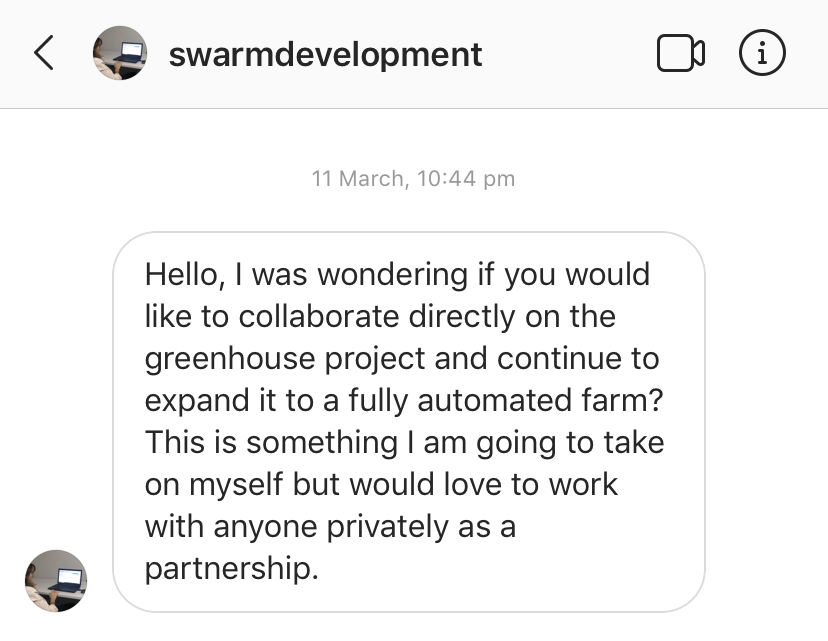 swarmdevelopment
11 March, 10:44 pm
Hello, I was wondering if you would
like to collaborate directly on the
greenhouse project and continue to
expand it to a fully automated farm?
This is something I am going to take
on myself but would love to work
with anyone privately as a
partnership.